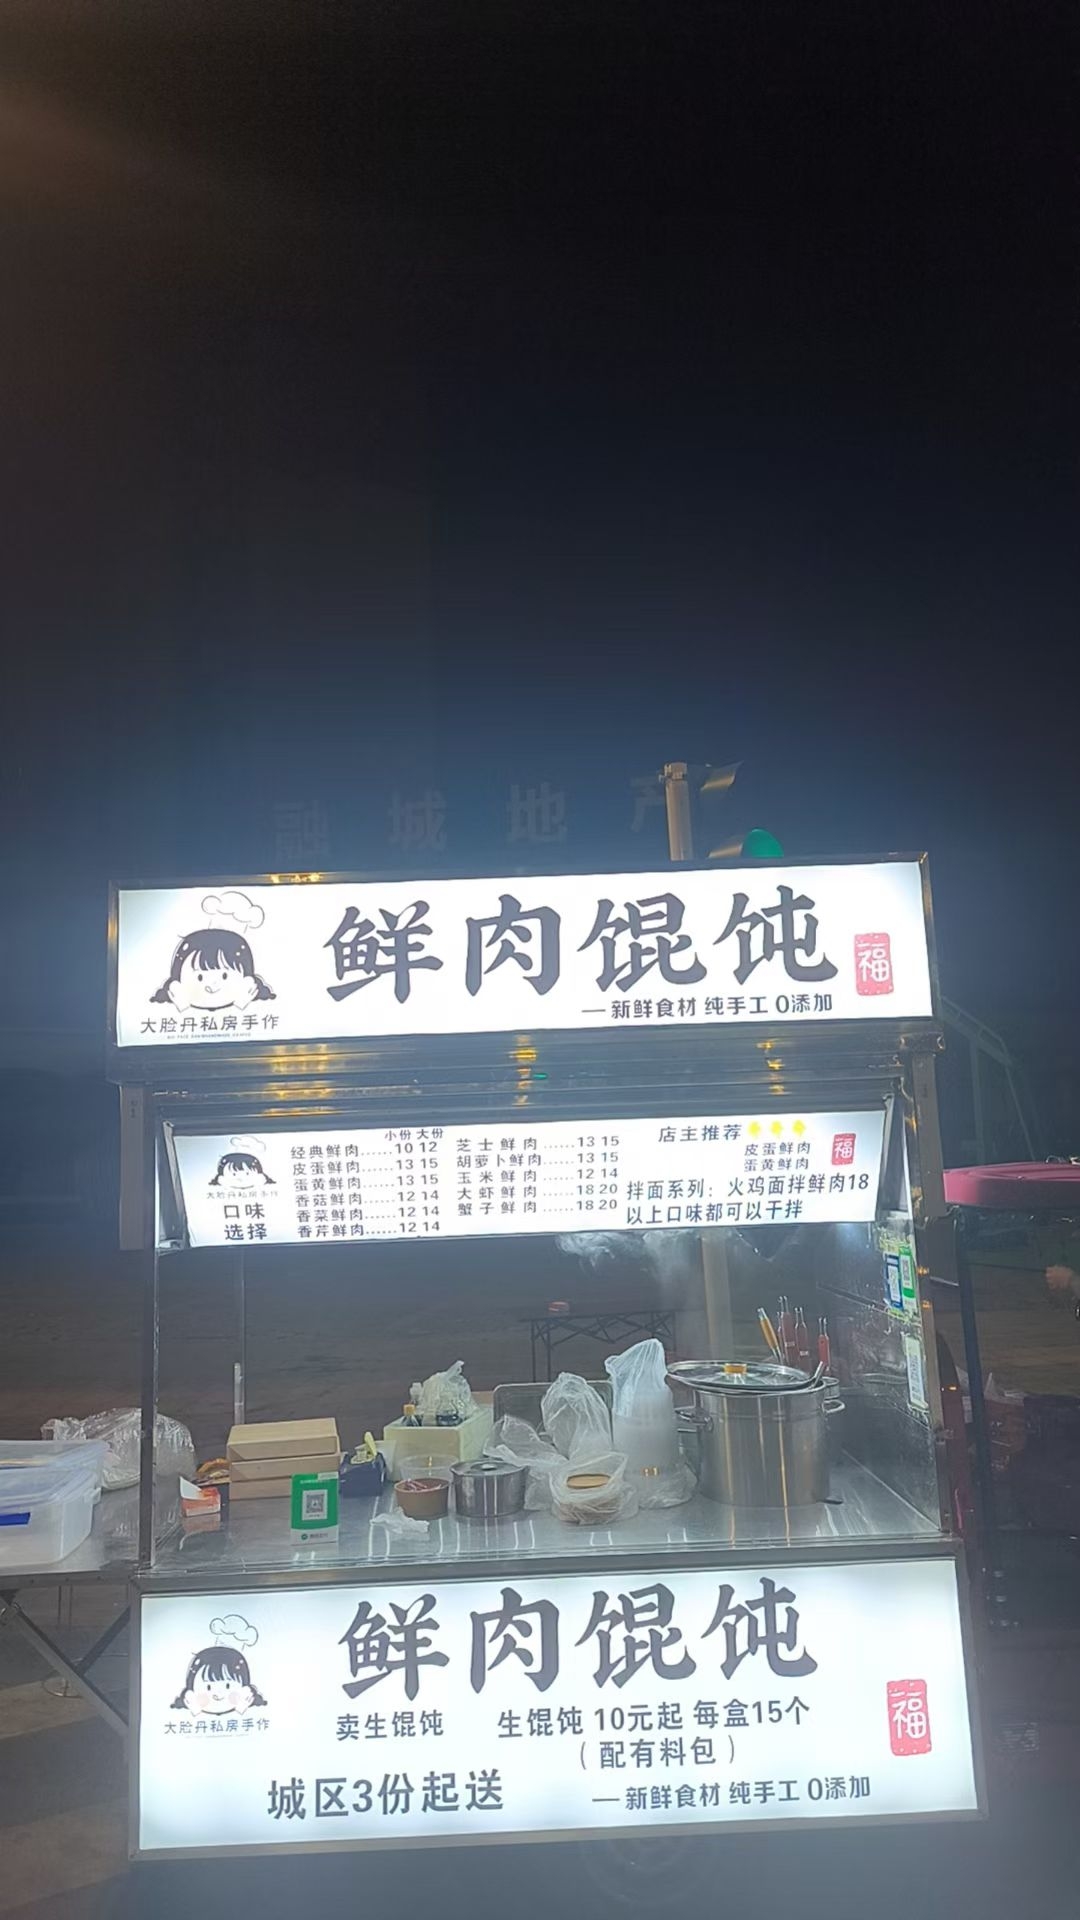 融城地产
鲜肉馄饨
福
大脸丹私房手作
—新鲜食材 纯手工 0添加
小份 大份
经典鲜肉......10 12
皮蛋鲜肉......13 15
蛋黄鲜肉......13 15
香菇鲜肉......12 14
香菜鲜肉......12 14
香芹鲜肉......12 14
芝士鲜肉......13 15
胡萝卜鲜肉......13 15
玉米鲜肉......12 14
大虾鲜肉......18 20
蟹子鲜肉......18 20
大脸丹私房手作
口味
选择
店主推荐
皮蛋鲜肉
蛋黄鲜肉
福
拌面系列：火鸡面拌鲜肉18
以上口味都可以干拌
鲜肉馄饨
大脸丹私房手作
卖生馄饨 生馄饨 10元起 每盒15个
（配有料包）
福
城区3份起送
—新鲜食材 纯手工 0添加